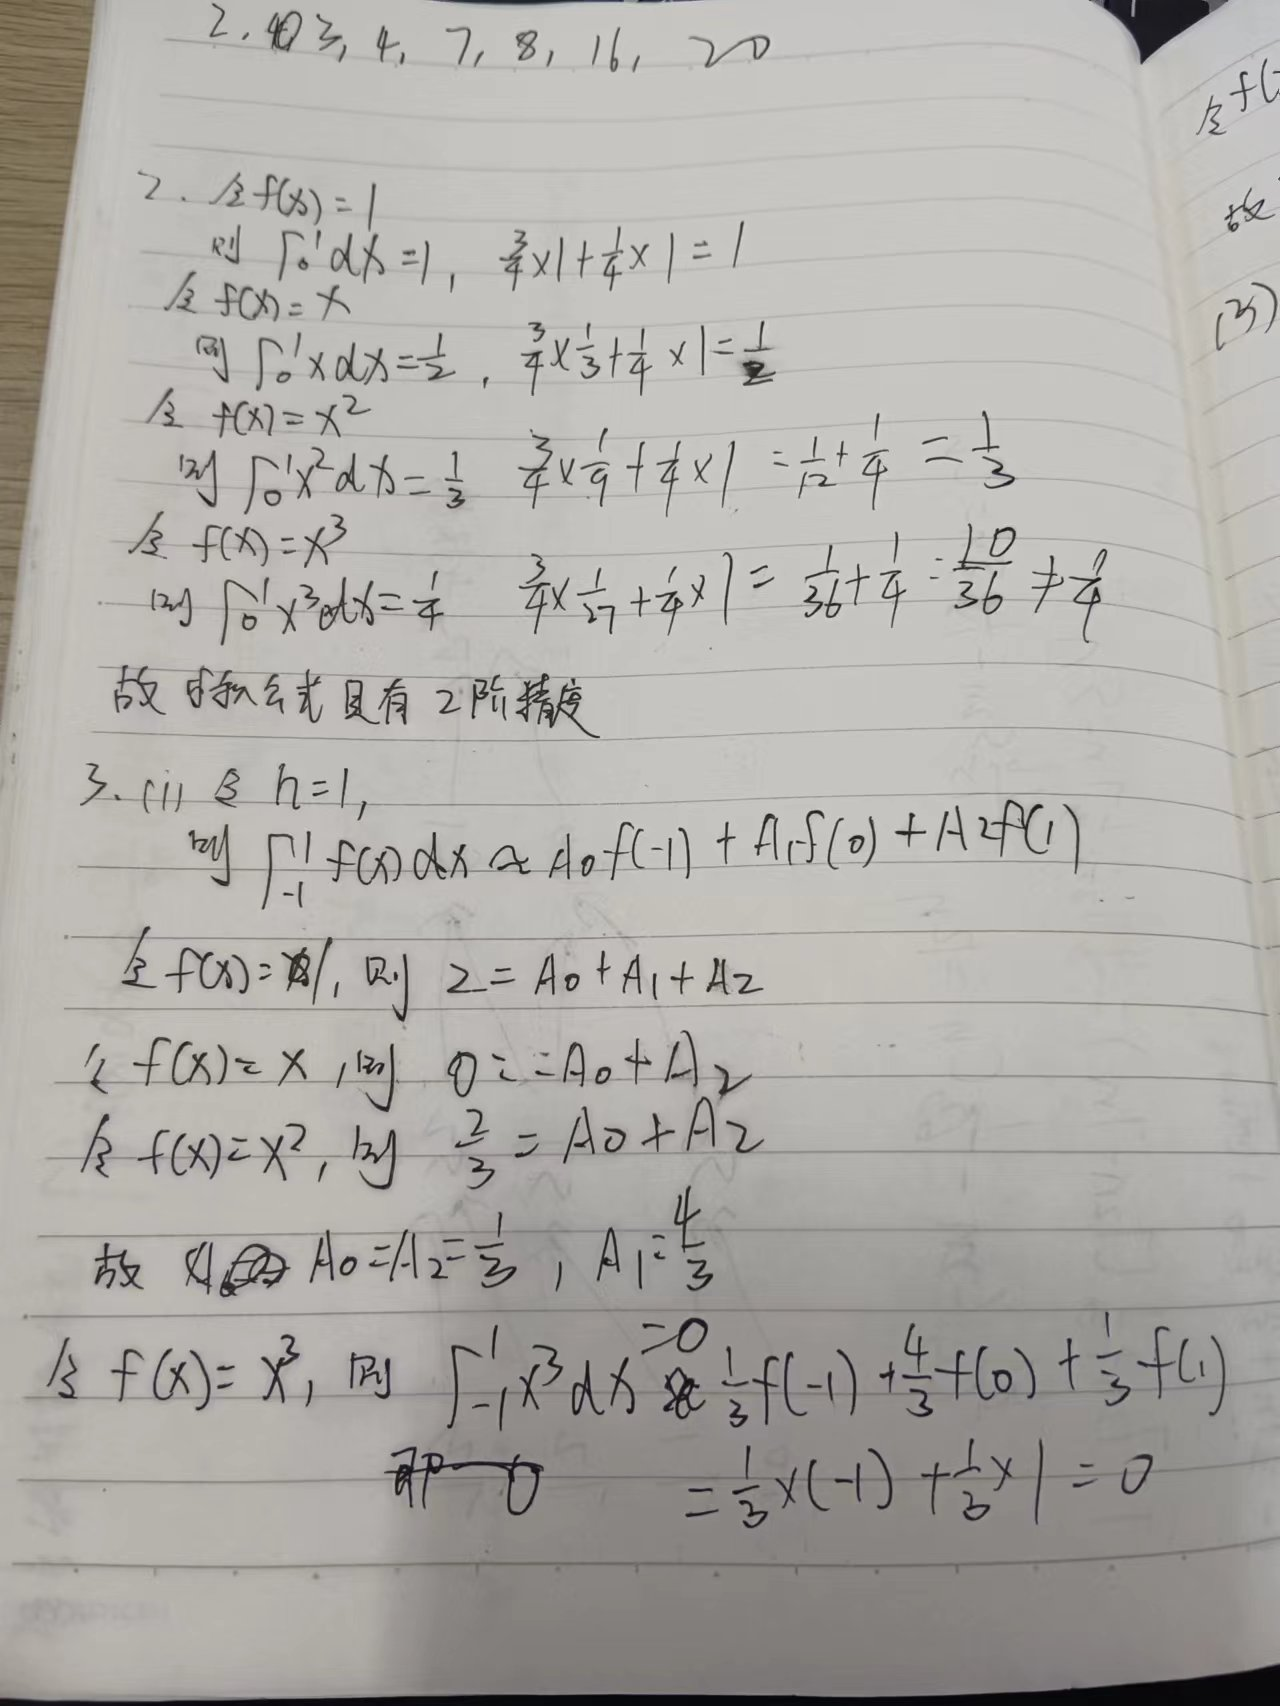 2. 3, 4, 7, 8, 16, 20
2. 令f(x)=1
则 ∫₀¹dx=1, 3/4×1+1/4×1=1
令 f(x)=x
则 ∫₀¹xdx=1/2, 3/4×1/3+1/4×1=1/2
令 f(x)=x²
则 ∫₀¹x²dx=1/3 3/4×1/9+1/4×1=1/12+1/4=1/3
令 f(x)=x³
则 ∫₀¹x³dx=1/4 3/4×1/27+1/4×1=1/36+1/4=10/36≠1/4
故求积公式具有2阶精度
3. (1) 令 h=1,
则 ∫₋₁¹f(x)dx≈A0f(-1)+A1f(0)+A2f(1)
令f(x)=1, 则 2=A0+A1+A2
令 f(x)=x, 则 0=-A0+A2
令 f(x)=x², 则 2/3=A0+A2
故 A0=A2=1/3, A1=4/3
令 f(x)=x³, 则 ∫₋₁¹x³dx=0 1/3f(-1)+4/3f(0)+1/3f(1)
=1/3×(-1)+1/3×1=0
令f(
故
(3)